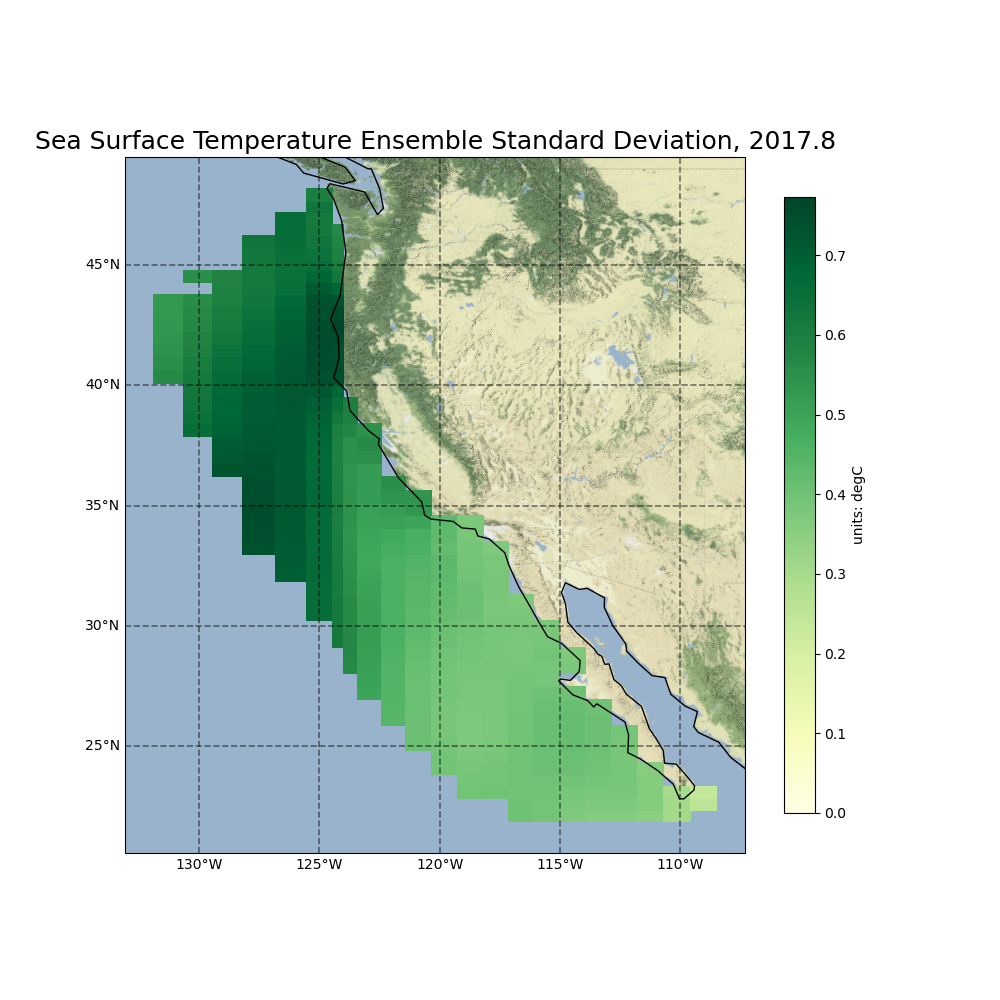 Sea Surface Temperature Ensemble Standard Deviation, 2017.8
45°N
40°N
35°N
30°N
25°N
130°W
125°W
120°W
115°W
110°W
0.7
0.6
0.5
0.4
0.3
0.2
0.1
0.0
units: degC